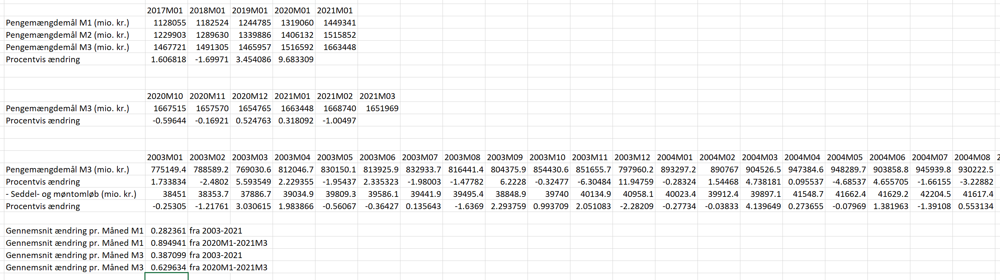 2017M01 2018M01 2019M01 2020M01 2021M01
Pengemængdemål M1 (mio. kr.) 1128055 1182524 1244785 1319060 1449341
Pengemængdemål M2 (mio. kr.) 1229903 1289630 1339886 1406132 1515852
Pengemængdemål M3 (mio. kr.) 1467721 1491305 1465957 1516592 1663448
Procentvis ændring 1.606818 -1.69971 3.454086 9.683309
2020M10 2020M11 2020M12 2021M01 2021M02 2021M03
Pengemængdemål M3 (mio. kr.) 1667515 1657570 1654765 1663448 1668740 1651969
Procentvis ændring -0.59644 -0.16921 0.524763 0.318092 -1.00497
2003M01 2003M02 2003M03 2003M04 2003M05 2003M06 2003M07 2003M08 2003M09 2003M10 2003M11 2003M12 2004M01 2004M02 2004M03 2004M04 2004M05 2004M06 2004M07 2004M08 2
Pengemængdemål M3 (mio. kr.) 775149.4 788589.2 769030.6 812046.7 830150.1 813925.9 832933.7 816441.4 804375.9 854430.6 851655.7 797960.2 893297.2 890767 904526.5 947384.6 948289.7 903858.8 945939.8 930222.5
Procentvis ændring 1.733834 -2.4802 5.593549 2.229355 -1.95437 2.335323 -1.98003 -1.47782 6.2228 -0.32477 -6.30484 11.94759 -0.28324 1.54468 4.738181 0.095537 -4.68537 4.655705 -1.66155 -3.22882
- Seddel- og møntomløb (mio. kr.) 38451 38353.7 37886.7 39034.9 39809.3 39586.1 39441.9 39495.4 38848.9 39740 40134.9 40958.1 40023.4 39912.4 39897.1 41548.7 41662.4 41629.2 42204.5 41617.4
Procentvis ændring -0.25305 -1.21761 3.030615 1.983866 -0.56067 -0.36427 0.135643 -1.6369 2.293759 0.993709 2.051083 -2.28209 -0.27734 -0.03833 4.139649 0.273655 -0.07969 1.381963 -1.39108 0.553134
Gennemsnit ændring pr. Måned M1 0.282361 fra 2003-2021
Gennemsnit ændring pr. Måned M1 0.894941 fra 2020M1-2021M3
Gennemsnit ændring pr. Måned M3 0.387099 fra 2003-2021
Gennemsnit ændring pr. Måned M3 0.629634 fra 2020M1-2021M3